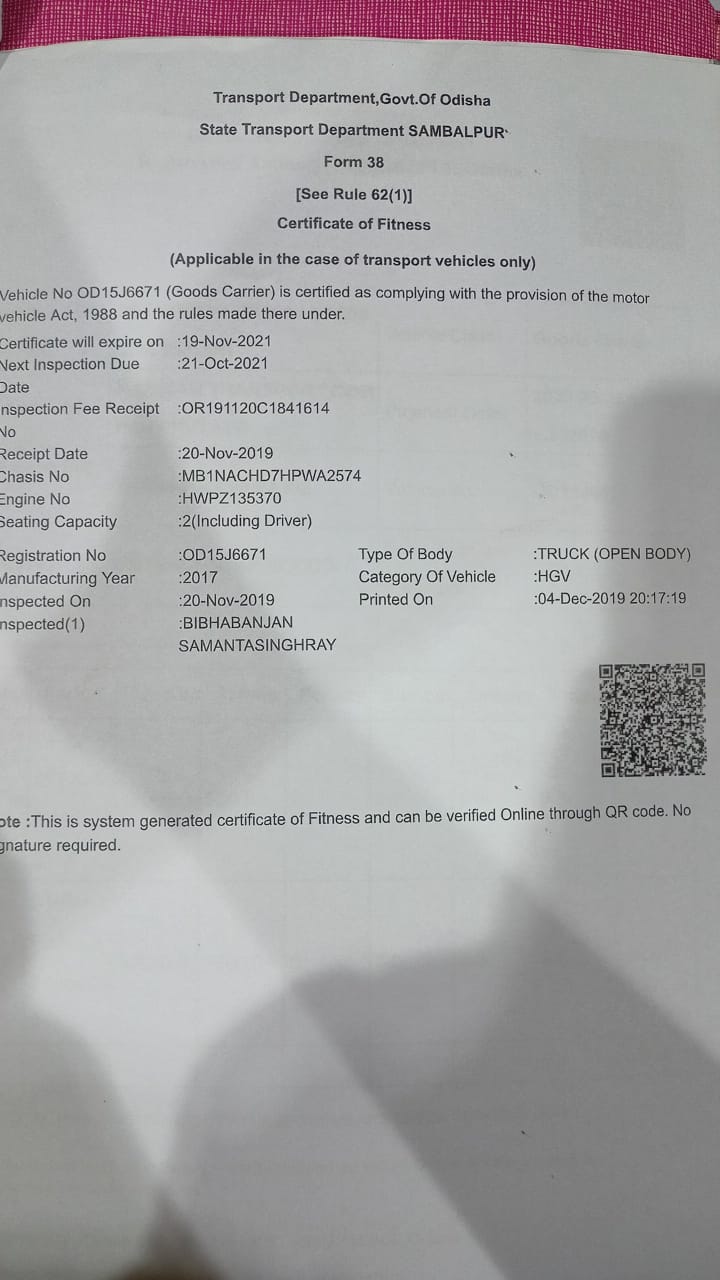 Transport Department,Govt.Of Odisha
State Transport Department SAMBALPUR
Form 38
[See Rule 62(1)]
Certificate of Fitness
(Applicable in the case of transport vehicles only)
Vehicle No OD15J6671 (Goods Carrier) is certified as complying with the provision of the motor
vehicle Act, 1988 and the rules made there under.
Certificate will expire on :19-Nov-2021
Next Inspection Due :21-Oct-2021
Date
nspection Fee Receipt :OR191120C1841614
No
Receipt Date :20-Nov-2019
Chasis No :MB1NACHD7HPWA2574
Engine No :HWPZ135370
Seating Capacity :2(Including Driver)
Registration No :OD15J6671 Type Of Body :TRUCK (OPEN BODY)
Manufacturing Year :2017 Category Of Vehicle :HGV
nspected On :20-Nov-2019 Printed On :04-Dec-2019 20:17:19
nspected(1) :BIBHABANJAN
SAMANTASINGHRAY
ote :This is system generated certificate of Fitness and can be verified Online through QR code. No
gnature required.